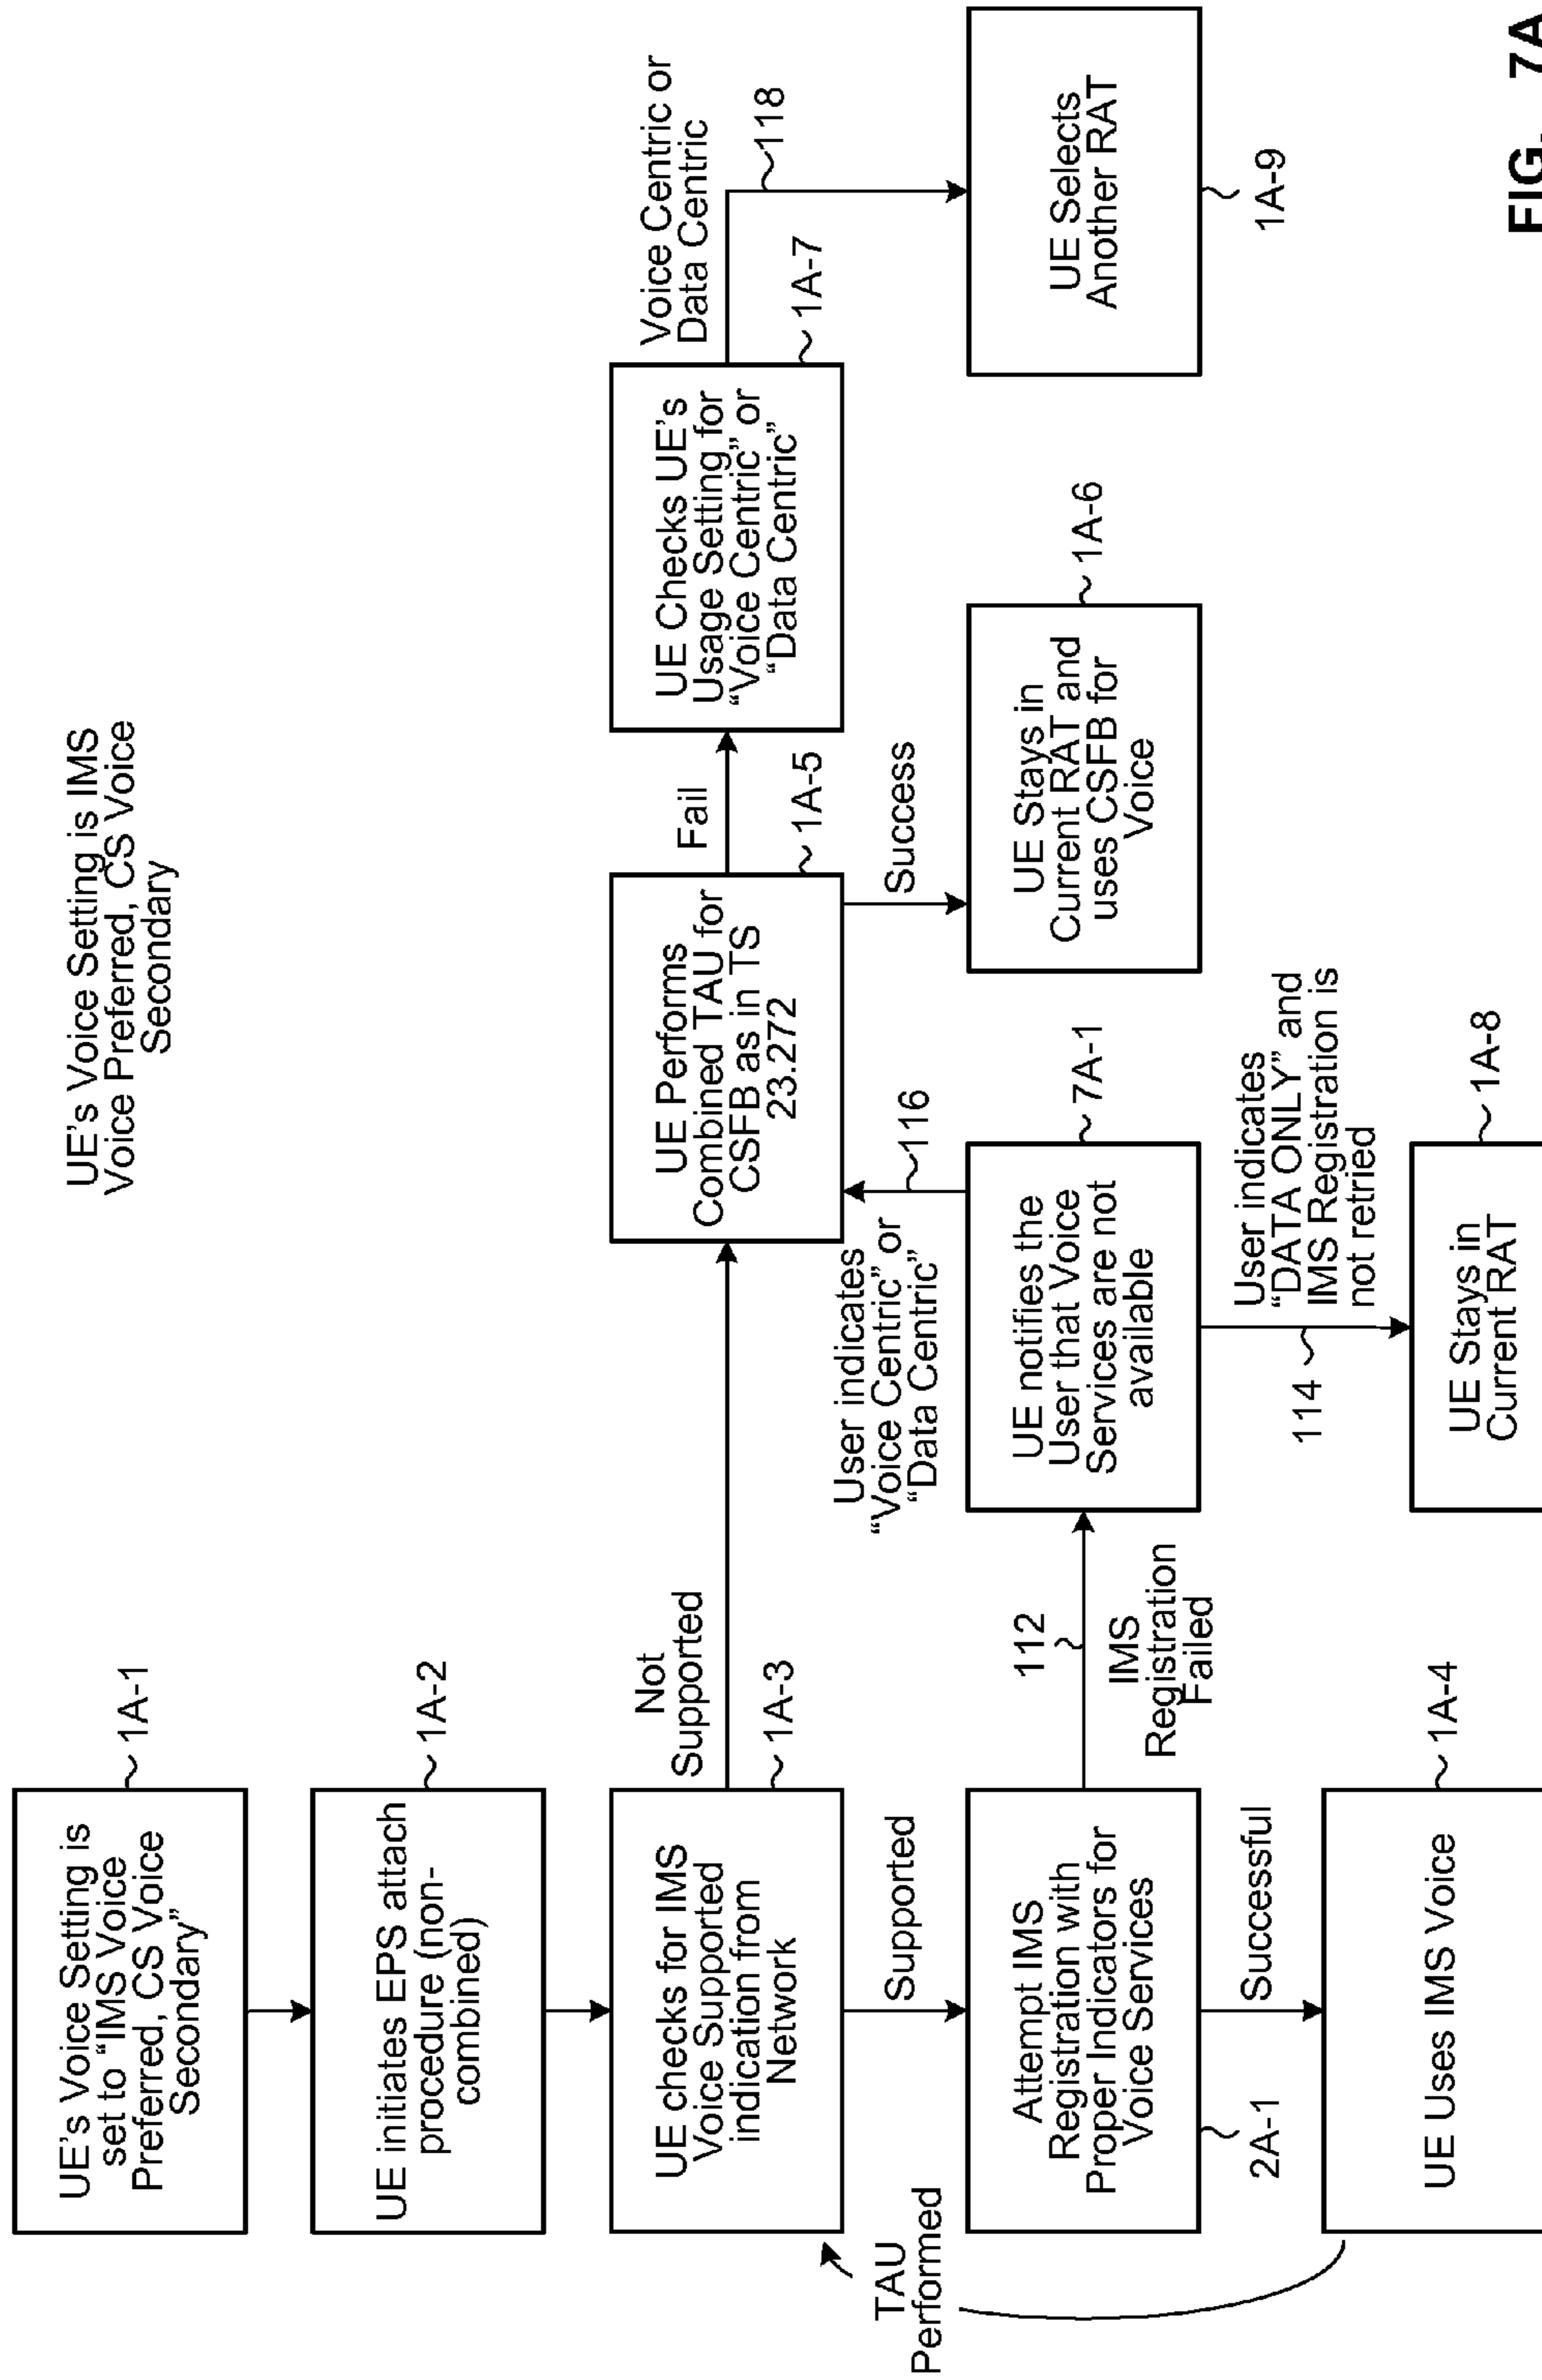 UE's Voice Setting is IMS
Voice Preferred, CS Voice
Secondary
UE's Voice Setting is
set to “IMS Voice
Preferred, CS Voice
Secondary”
1A-1
UE initiates EPS attach
procedure (non-
combined)
1A-2
UE checks for IMS
Voice Supported
indication from
Network
1A-3
Not
Supported
UE Performs
Combined TAU for
CSFB as in TS
23.272
1A-5
Fail
UE Checks UE's
Usage Setting for
“Voice Centric” or
“Data Centric”
1A-7
Voice Centric or
Data Centric
118
TAU
Performed
Supported
User indicates
“Voice Centric” or
“Data Centric”
116
Success
Attempt IMS
Registration with
Proper Indicators for
Voice Services
2A-1
112
IMS
Registration
Failed
UE notifies the
User that Voice
Services are not
available
7A-1
UE Stays in
Current RAT and
uses CSFB for
Voice
1A-6
UE Selects
Another RAT
1A-9
Successful
114
User indicates
“DATA ONLY” and
IMS Registration is
not retried
UE Uses IMS Voice
1A-4
UE Stays in
Current RAT
1A-8
FIG. 7A